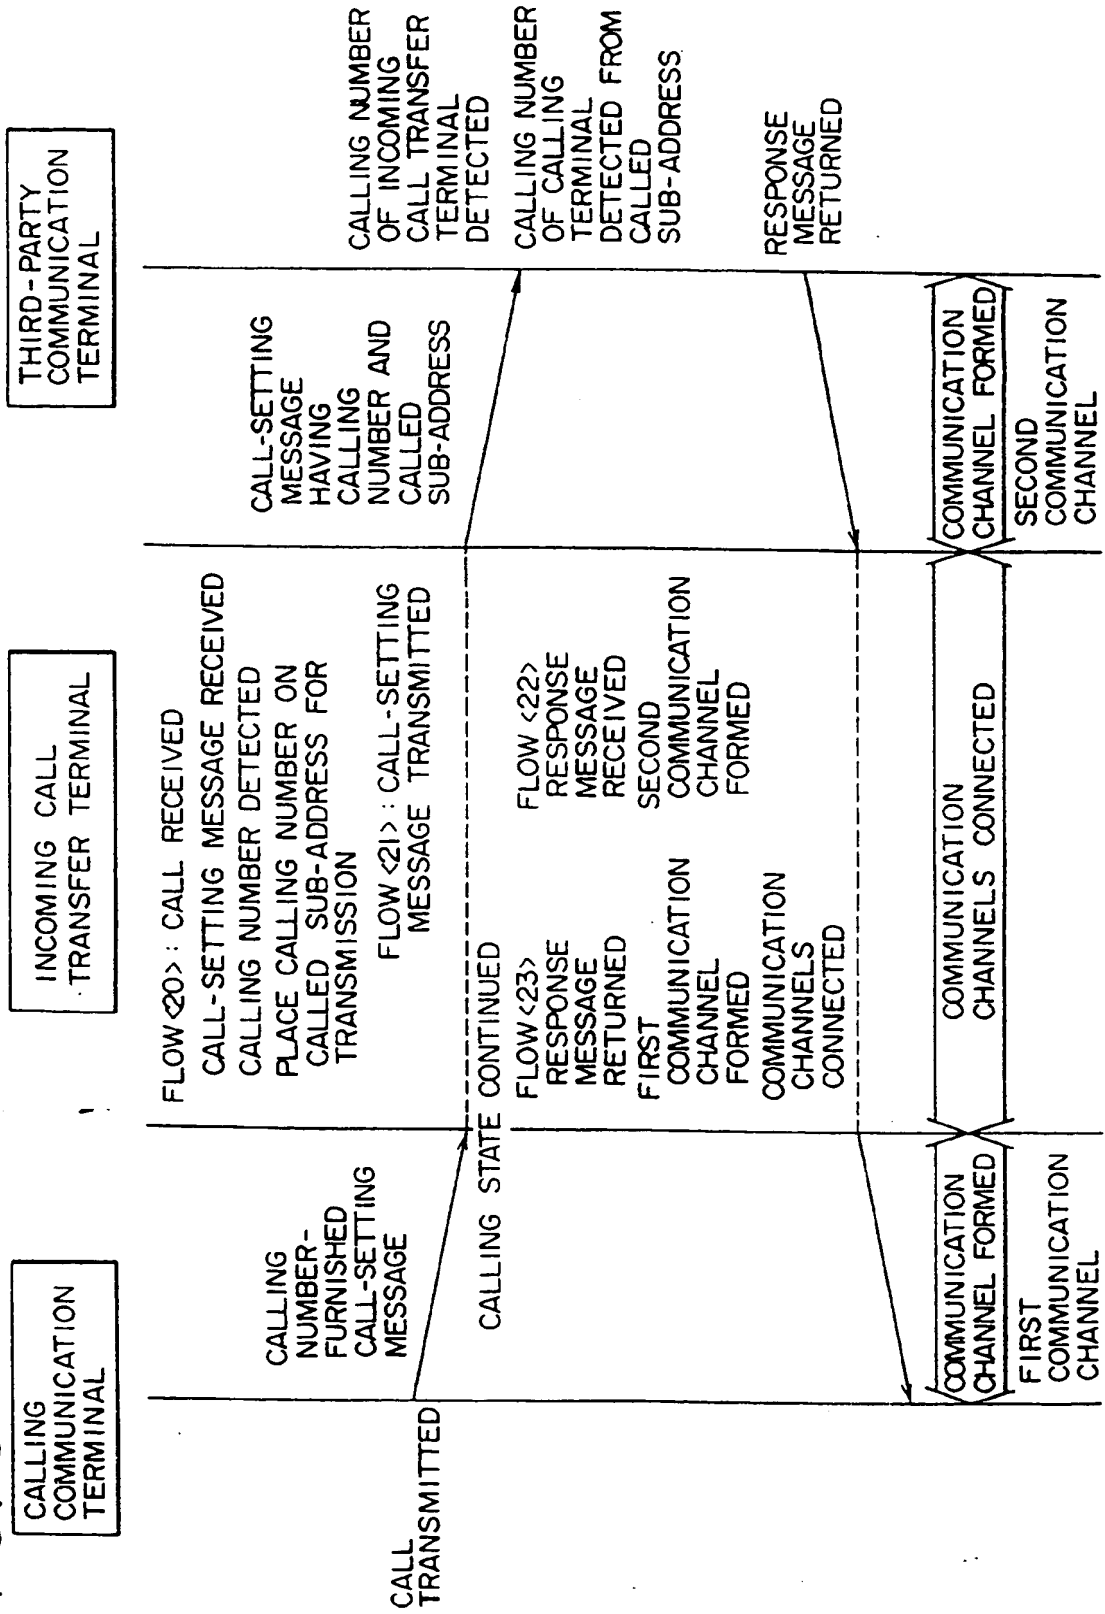 CALLING
COMMUNICATION
TERMINAL
INCOMING CALL
TRANSFER TERMINAL
THIRD-PARTY
COMMUNICATION
TERMINAL
CALL
TRANSMITTED
CALLING
NUMBER-
FURNISHED
CALL-SETTING
MESSAGE
FLOW<20>: CALL RECEIVED
CALL-SETTING MESSAGE RECEIVED
CALLING NUMBER DETECTED
PLACE CALLING NUMBER ON
CALLED SUB-ADDRESS FOR
TRANSMISSION
FLOW<21>: CALL-SETTING
MESSAGE TRANSMITTED
CALL-SETTING
MESSAGE
HAVING
CALLING
NUMBER AND
CALLED
SUB-ADDRESS
CALLING NUMBER
OF INCOMING
CALL TRANSFER
TERMINAL
DETECTED
CALLING NUMBER
OF CALLING
TERMINAL
DETECTED FROM
CALLED
SUB-ADDRESS
CALLING STATE CONTINUED
FLOW<23>
RESPONSE
MESSAGE
RETURNED
FIRST
COMMUNICATION
CHANNEL
FORMED
COMMUNICATION
CHANNELS
CONNECTED
FLOW <22>
RESPONSE
MESSAGE
RECEIVED
SECOND
COMMUNICATION
CHANNEL
FORMED
RESPONSE
MESSAGE
RETURNED
COMMUNICATION
CHANNEL FORMED
FIRST
COMMUNICATION
CHANNEL
COMMUNICATION
CHANNELS CONNECTED
COMMUNICATION
CHANNEL FORMED
SECOND
COMMUNICATION
CHANNEL